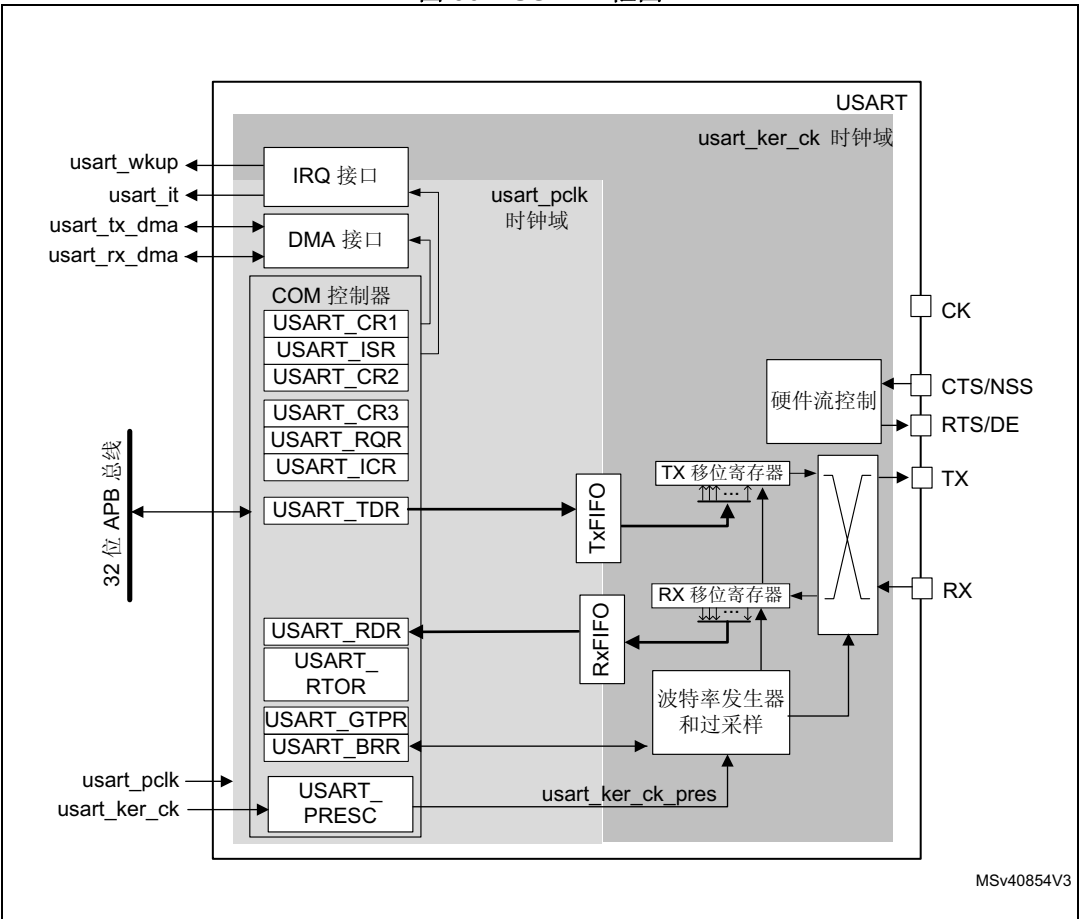 USART
usart_ker_ck 时钟域
usart_wkup
IRQ 接口
usart_it
usart_pclk
时钟域
usart_tx_dma
DMA 接口
usart_rx_dma
COM 控制器
USART_CR1
USART_ISR
USART_CR2
USART_CR3
USART_RQR
USART_ICR
USART_TDR
32 位 APB 总线
TxFIFO
TX 移位寄存器
...
硬件流控制
CK
CTS/NSS
RTS/DE
TX
RX
RX 移位寄存器
...
RxFIFO
USART_RDR
USART_
RTOR
USART_GTPR
USART_BRR
波特率发生器
和过采样
usart_pclk
usart_ker_ck
USART_
PRESC
usart_ker_ck_pres
MSv40854V3